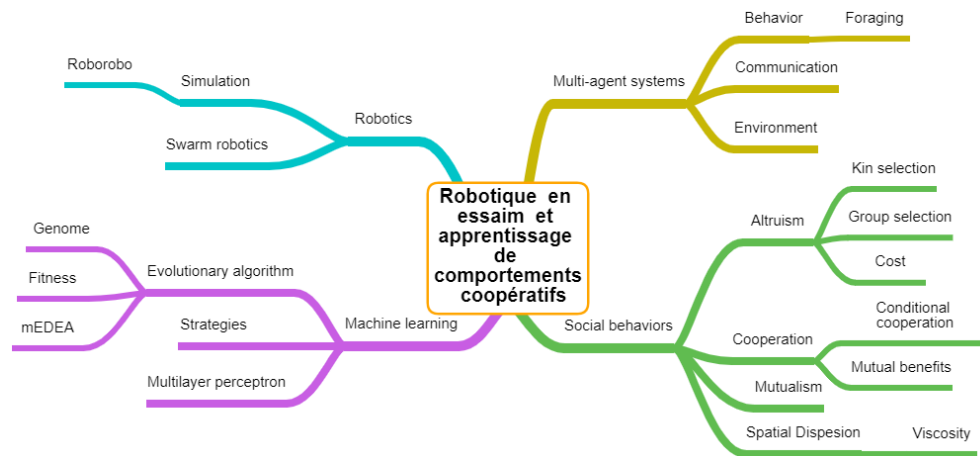 Robotique en
essaim et
apprentissage
de
comportements
coopératifs
Robotics
Simulation
Roborobo
Swarm robotics
Machine learning
Evolutionary algorithm
Genome
Fitness
mEDEA
Strategies
Multilayer perceptron
Multi-agent systems
Behavior
Foraging
Communication
Environment
Social behaviors
Altruism
Kin selection
Group selection
Cost
Cooperation
Conditional
cooperation
Mutual benefits
Mutualism
Spatial Dispesion
Viscosity